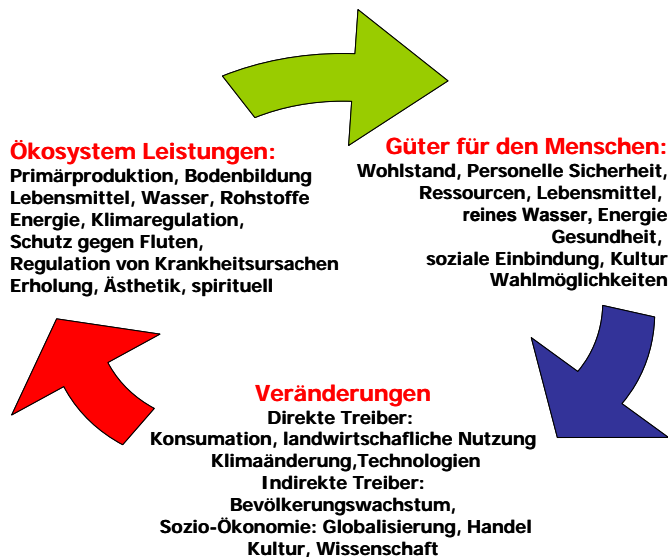 Ökosystem Leistungen:
Primärproduktion, Bodenbildung
Lebensmittel, Wasser, Rohstoffe
Energie, Klimaregulation,
Schutz gegen Fluten,
Regulation von Krankheitsursachen
Erholung, Ästhetik, spirituell
Güter für den Menschen:
Wohlstand, Personelle Sicherheit,
Ressourcen, Lebensmittel,
reines Wasser, Energie
Gesundheit,
soziale Einbindung, Kultur
Wahlmöglichkeiten
Veränderungen
Direkte Treiber:
Konsumation, landwirtschafliche Nutzung
Klimaänderung,Technologien
Indirekte Treiber:
Bevölkerungswachstum,
Sozio-Ökonomie: Globalisierung, Handel
Kultur, Wissenschaft